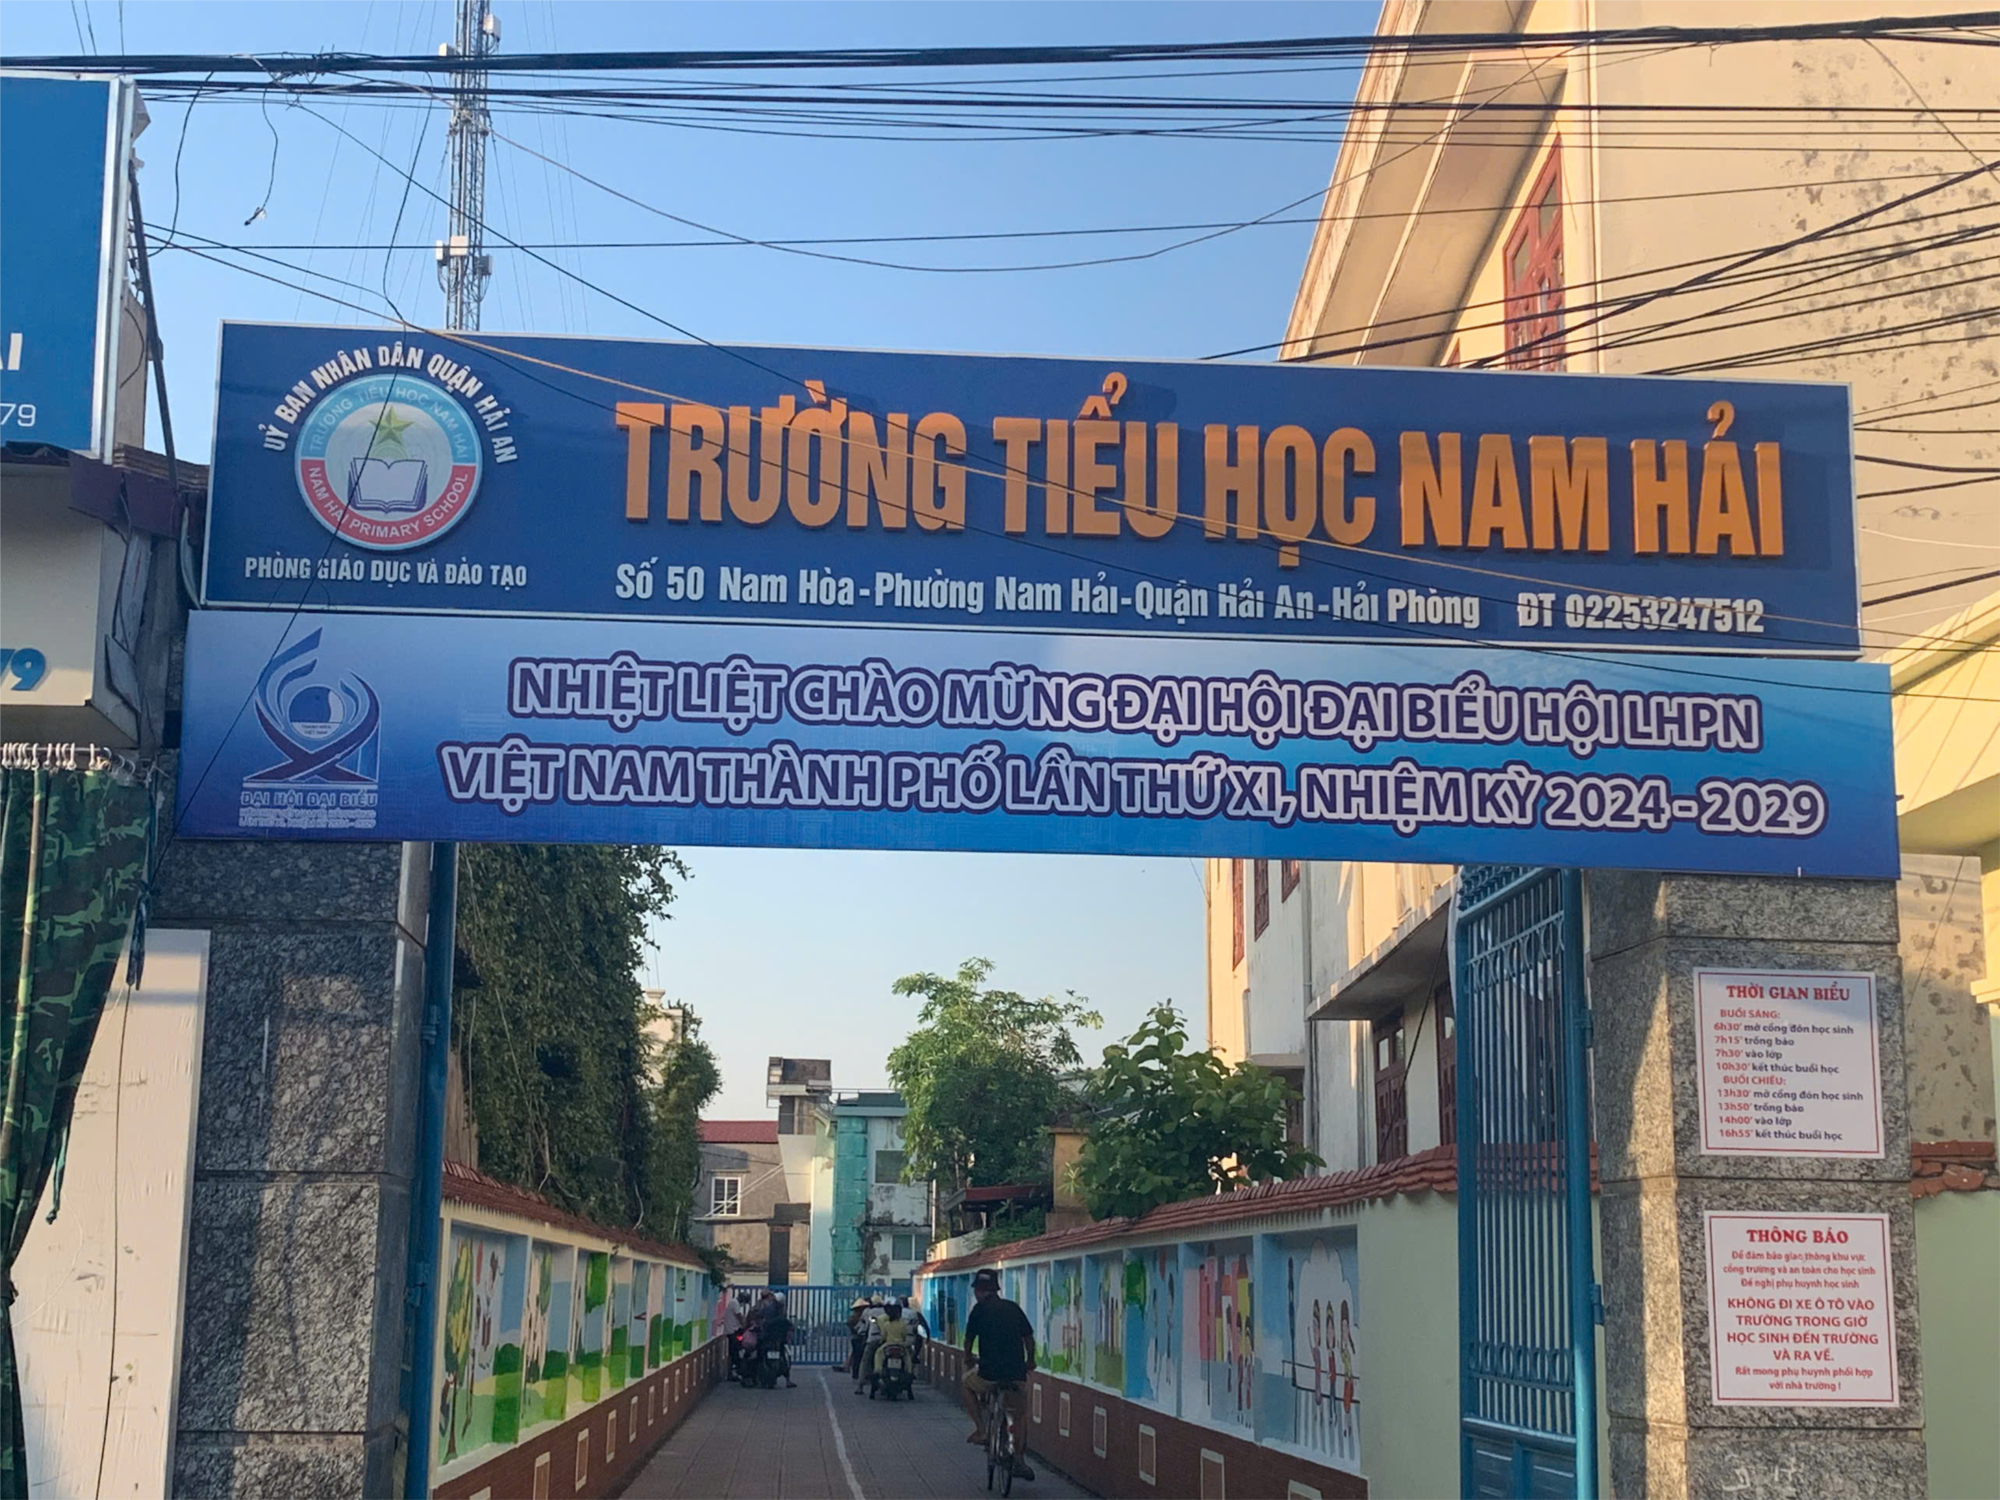 ỦY BAN NHÂN DÂN QUẬN HẢI AN
TRƯỜNG TIỂU HỌC NAM HẢI
NAM HAI PRIMARY SCHOOL
PHÒNG GIÁO DỤC VÀ ĐÀO TẠO
TRƯỜNG TIỂU HỌC NAM HẢI
Số 50 Nam Hòa-Phường Nam Hải-Quận Hải An-Hải Phòng ĐT 02253247512
NHIỆT LIỆT CHÀO MỪNG ĐẠI HỘI ĐẠI BIỂU HỘI LHPN
VIỆT NAM THÀNH PHỐ LẦN THỨ XI, NHIỆM KỲ 2024 - 2029
ĐẠI HỘI ĐẠI BIỂU
79
79
THỜI GIAN BIỂU
BUỔI SÁNG:
6h30' mở cổng đón học sinh
7h15' trống báo
7h30' vào lớp
10h30' kết thúc buổi học
BUỔI CHIỀU:
13h30' mở cổng đón học sinh
13h50' trống báo
14h00' vào lớp
16h55' kết thúc buổi học
THÔNG BÁO
Để đảm bảo giao thông khu vực
cổng trường và an toàn cho học sinh
Đề nghị phụ huynh học sinh
KHÔNG ĐI XE Ô TÔ VÀO
TRƯỜNG TRONG GIỜ
HỌC SINH ĐẾN TRƯỜNG
VÀ RA VỀ.
Rất mong phụ huynh phối hợp
với nhà trường !